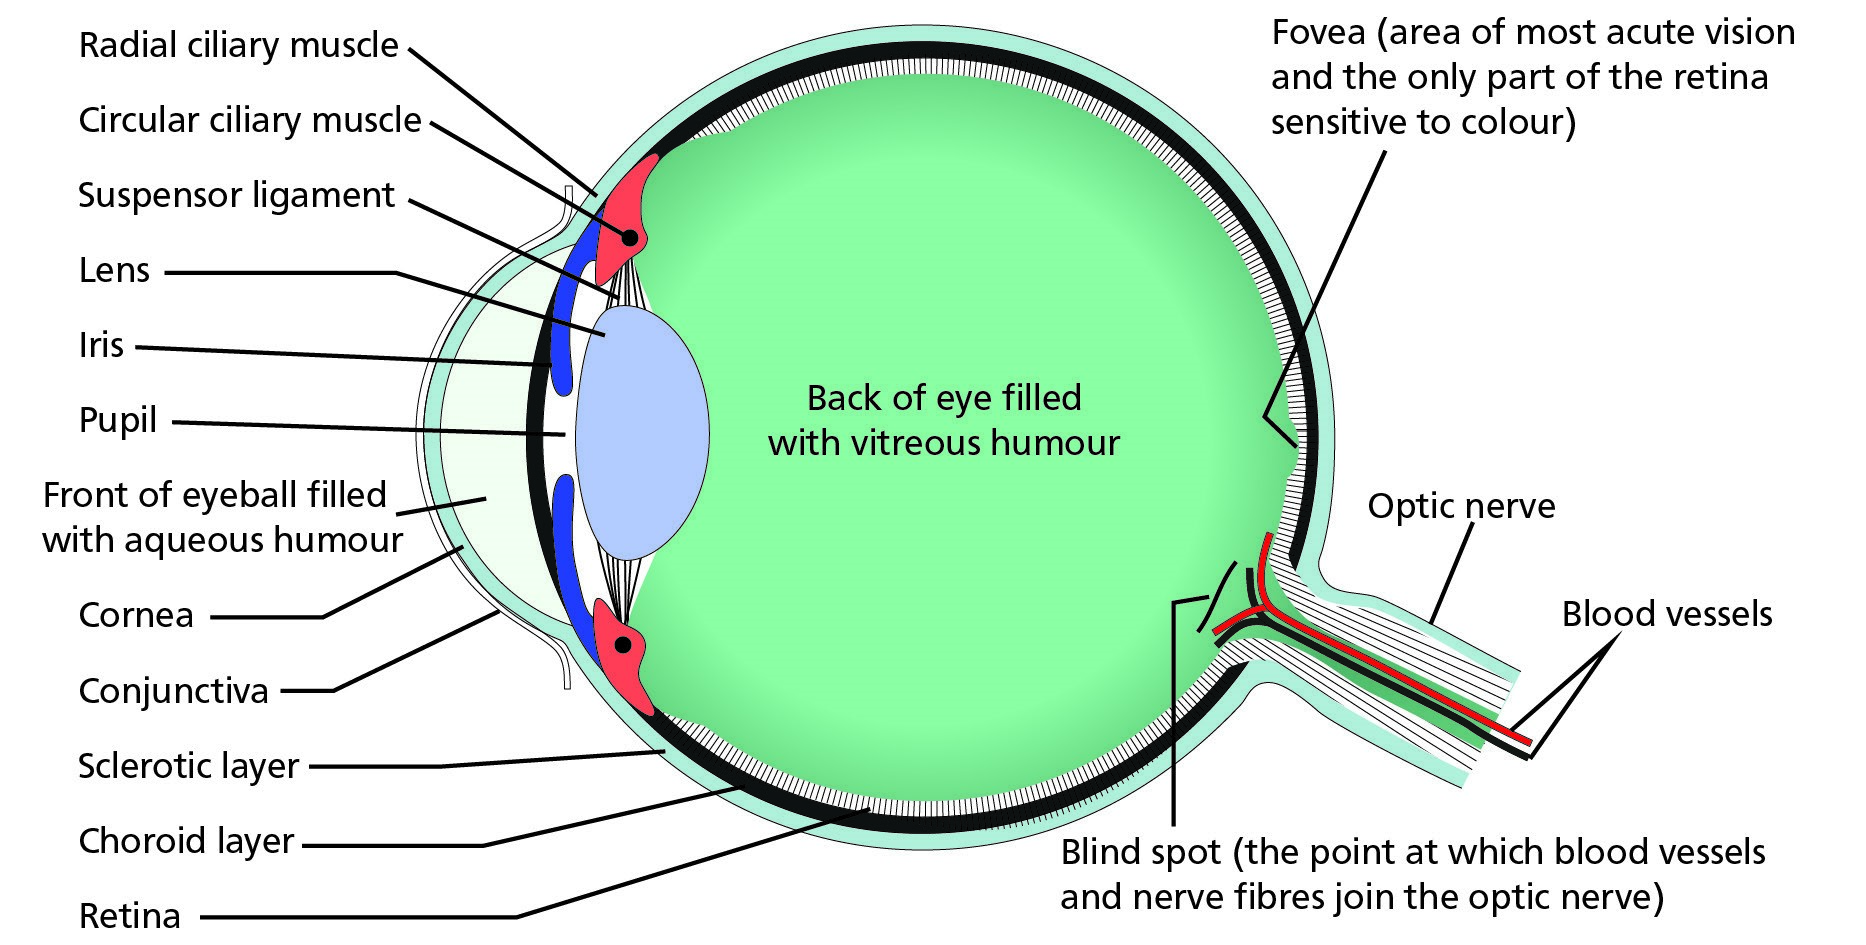 Radial ciliary muscle
Circular ciliary muscle
Suspensor ligament
Lens
Iris
Pupil
Front of eyeball filled
with aqueous humour
Cornea
Conjunctiva
Sclerotic layer
Choroid layer
Retina
Back of eye filled
with vitreous humour
Fovea (area of most acute vision
and the only part of the retina
sensitive to colour)
Optic nerve
Blood vessels
Blind spot (the point at which blood vessels
and nerve fibres join the optic nerve)